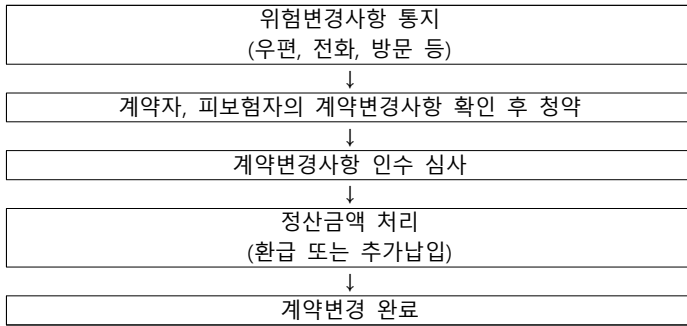 위험변경사항 통지
(우편, 전화, 방문 등)
↓
계약자, 피보험자의 계약변경사항 확인 후 청약
↓
계약변경사항 인수 심사
↓
정산금액 처리
(환급 또는 추가납입)
↓
계약변경 완료